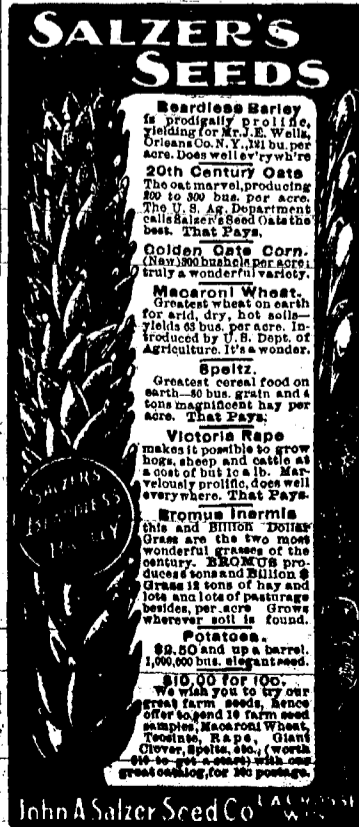 SALZER'S
SEEDS
Beardless Barley
is prodigally prolific,
yielding for Mr. J. E. Wells,
Orleans Co. N. Y., 121 bu. per
acre. Does well ev'rywh're
20th Century Oats
The oat marvel, producing
200 to 300 bus. per acre.
The U. S. Ag. Department
calls Salzer's Seed Oats the
best. That Pays.
Golden Gate Corn.
(New) 300 bushels per acre;
truly a wonderful variety.
Macaroni Wheat.
Greatest wheat on earth
for arid, dry, hot soils—
yields 63 bus. per acre. In-
troduced by U. S. Dept. of
Agriculture. It's a wonder.
Speltz.
Greatest cereal food on
earth—80 bus. grain and 4
tons magnificent hay per
acre. That Pays.
Victoria Rape
makes it possible to grow
hogs, sheep and cattle at
a cost of but 1c a lb. Mar-
velously prolific, does well
everywhere. That Pays.
Bromus Inermis
this and Billion Dollar
Grass are the two most
wonderful grasses of the
century. BROMUS pro-
duces tons and Billion $
Grass 12 tons of hay and
lots and lots of pasturage
besides, per acre Grows
wherever soil is found.
Potatoes.
$2.50 and up a barrel.
1,000,000 bus. elegant seed.
$10.00 for 10c.
We wish you to try our
great farm seeds, hence
offer to send 10 farm seed
samples, Macaroni Wheat,
Teosinte, Rape, Giant
Clover, Speltz, etc., (worth
$10 to get a start) with our
great catalog, for 10c postage.
SALZER'S
BEARDLESS
BARLEY
John A Salzer Seed Co LA CROSSE
WIS